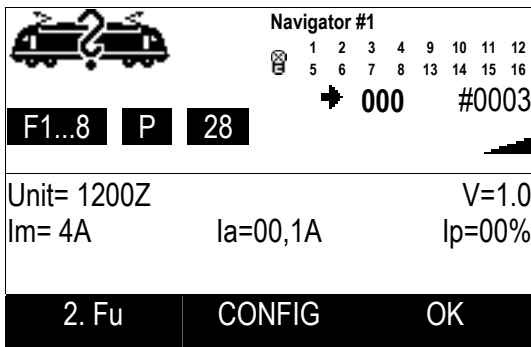 Navigator #1
1 2 3 4 9 10 11 12
5 6 7 8 13 14 15 16
000 #0003
F1...8 P 28
Unit= 1200Z V=1.0
Im= 4A Ia=00,1A Ip=00%
2. Fu CONFIG OK